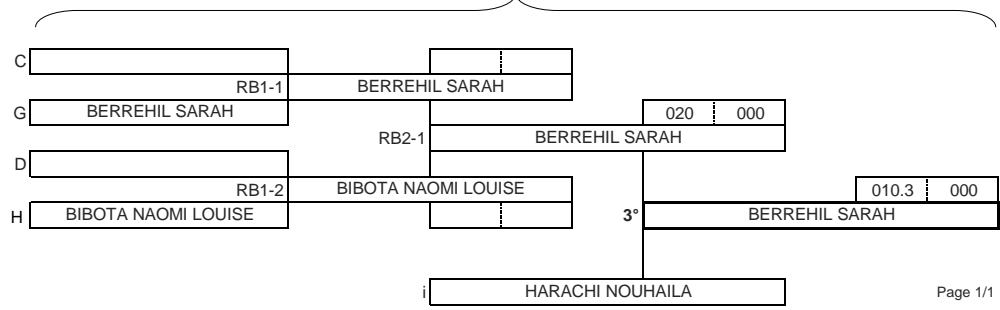 C
RB1-1 BERREHIL SARAH
G BERREHIL SARAH 020 000
RB2-1 BERREHIL SARAH
D
RB1-2 BIBOTA NAOMI LOUISE 010.3 000
H BIBOTA NAOMI LOUISE 3° BERREHIL SARAH
i HARACHI NOUHAILA Page 1/1